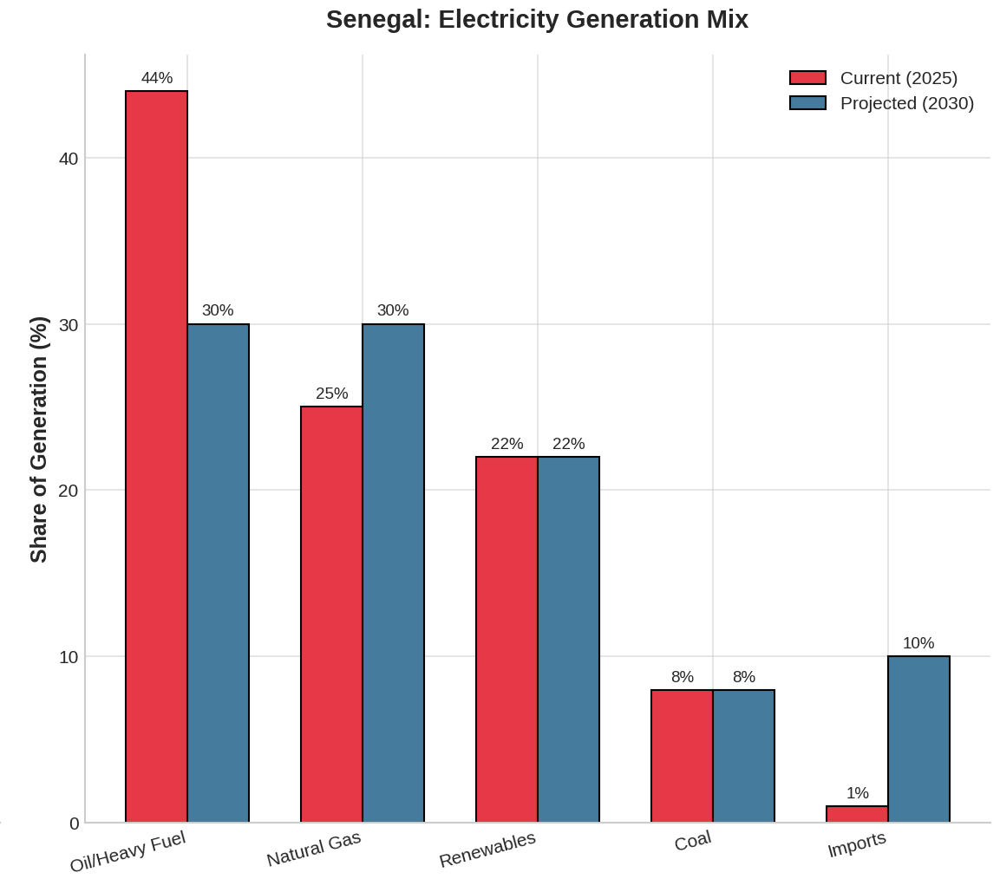 Senegal: Electricity Generation Mix
Current (2025)
Projected (2030)
Share of Generation (%)
40
30
20
10
0
44%
30%
25%
30%
22%
22%
8%
8%
1%
10%
Oil/Heavy Fuel
Natural Gas
Renewables
Coal
Imports